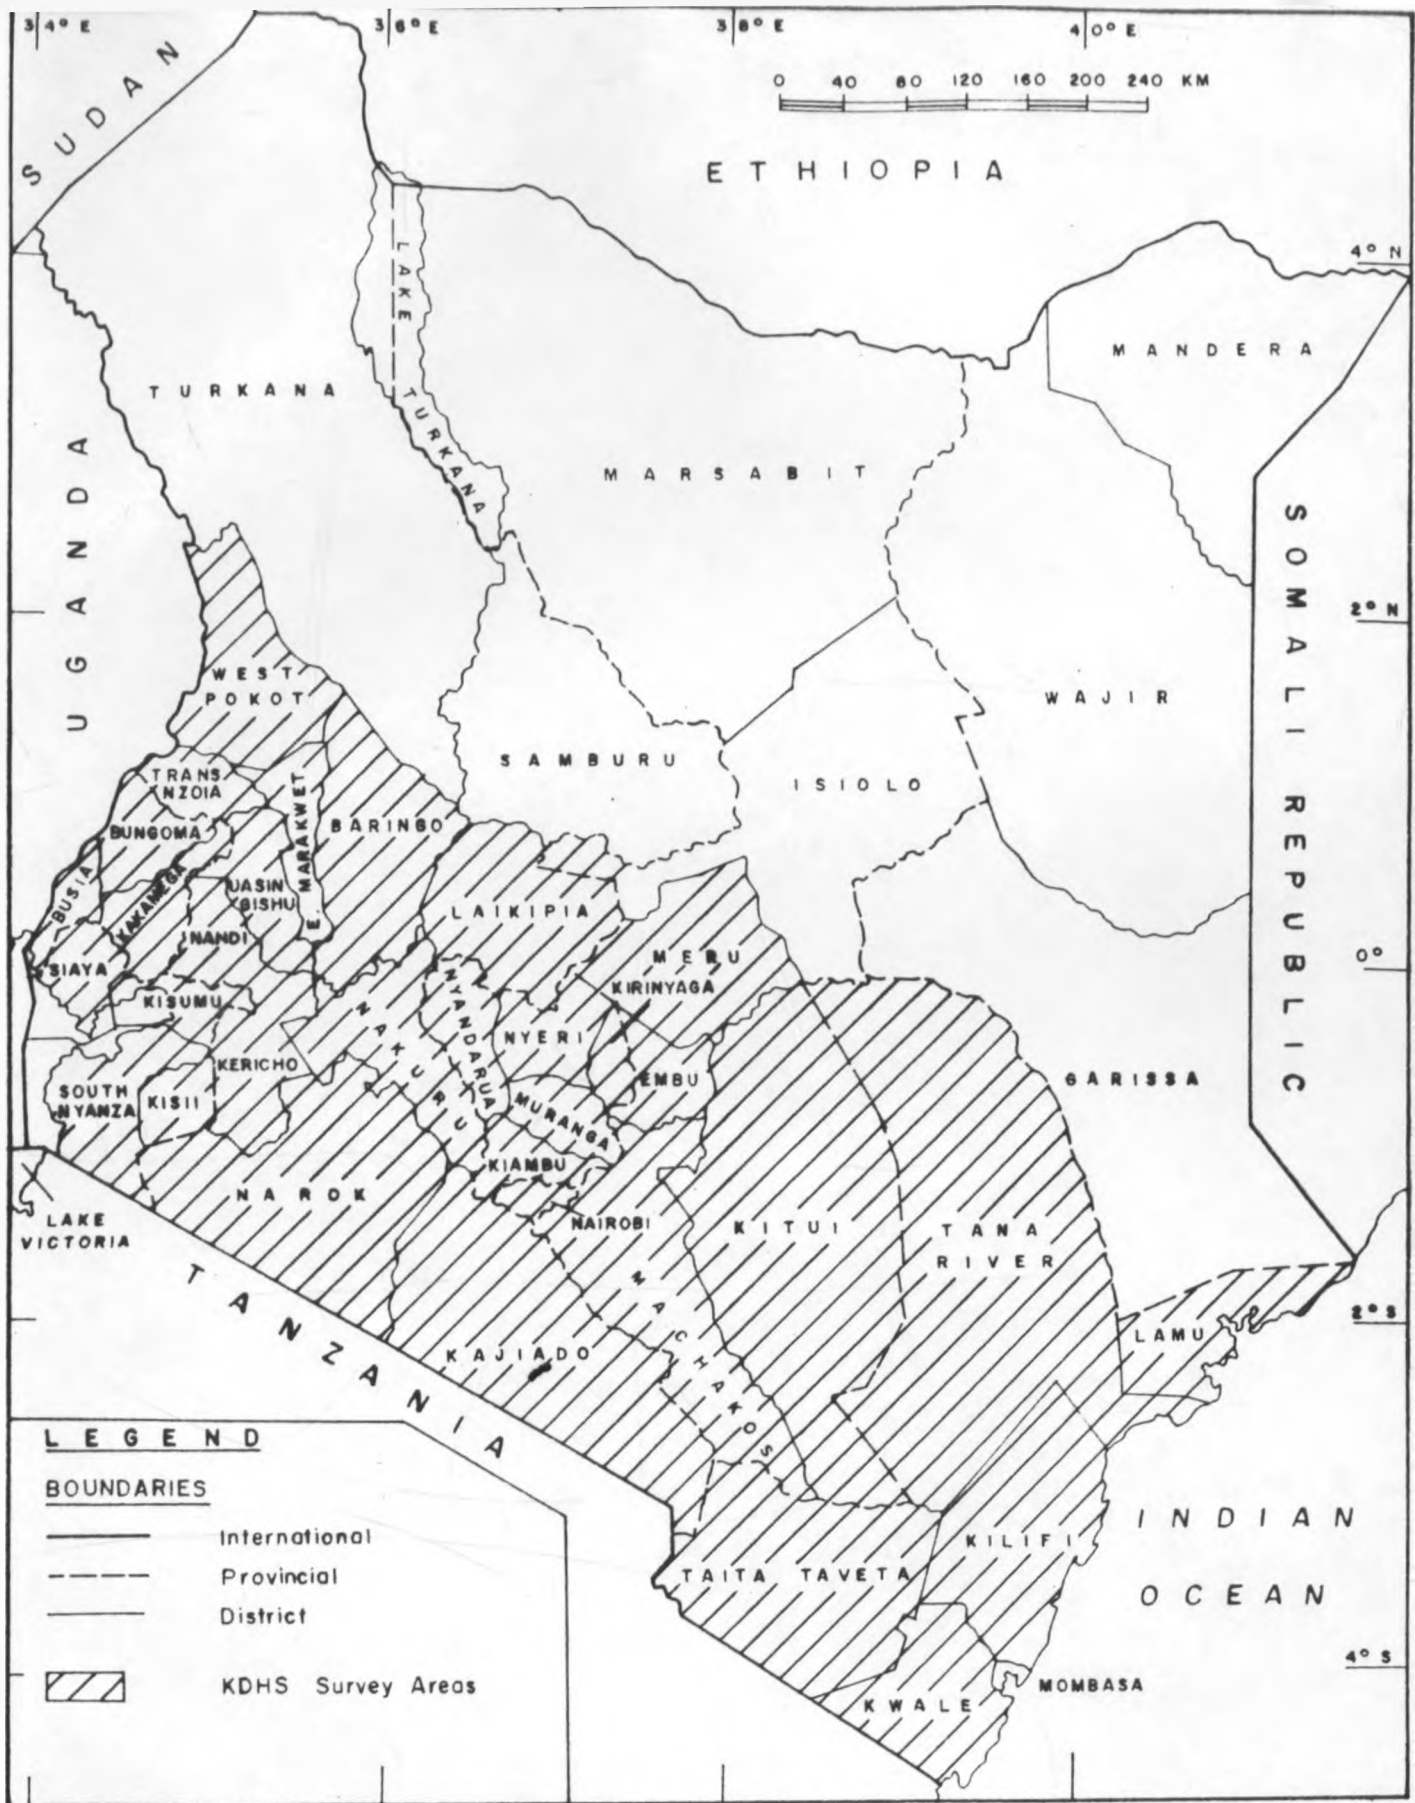 34° E
36° E
38° E
40° E
0 40 80 120 160 200 240 KM
SUDAN
ETHIOPIA
4° N
LAKE TURKANA
MANDERA
TURKANA
UGANDA
MARSABIT
SOMALI REPUBLIC
2° N
WEST
POKOT
WAJIR
SAMBURU
ISIOLO
TRANS
NZOIA
BUNGOMA
E. MARAKWET
BARINGO
BUSIA
KAKAMEGA
UASIN
GISHU
LAIKIPIA
NANDI
SIAYA
MERU
0°
KISUMU
KIRINYAGA
NAKURU
NYANDARUA
NYERI
KERICHO
EMBU
GARISSA
SOUTH
NYANZA
KISII
MURANGA
KIAMBU
NAROK
NAIROBI
KITUI
TANA
RIVER
LAKE
VICTORIA
TANZANIA
MACHAKOS
2° S
LAMU
KAJIADO
LEGEND
BOUNDARIES
International
Provincial
District
KDHS Survey Areas
INDIAN
OCEAN
KILIFI
TAITA TAVETA
4° S
MOMBASA
KWALE